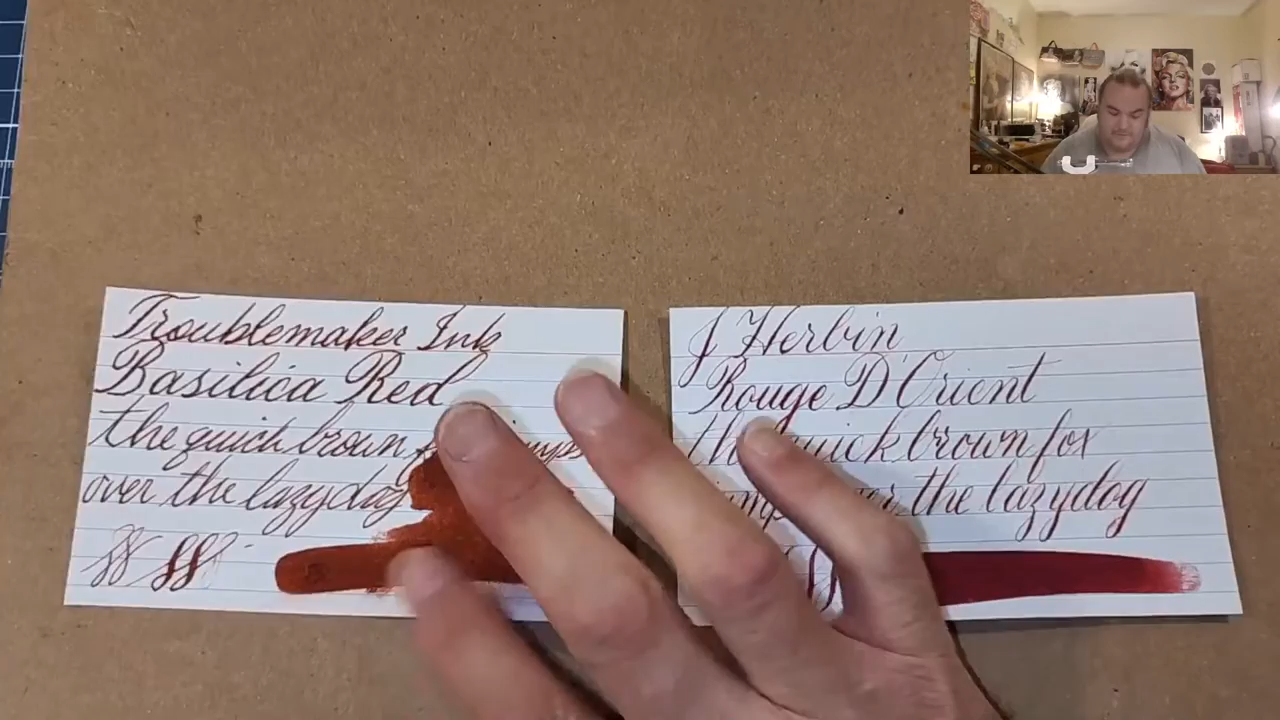 Troublemaker Ink
Basilica Red
the quick brown
over the lazy dog
J Herbin
Rouge D'Orient
the quick brown fox
the lazy dog